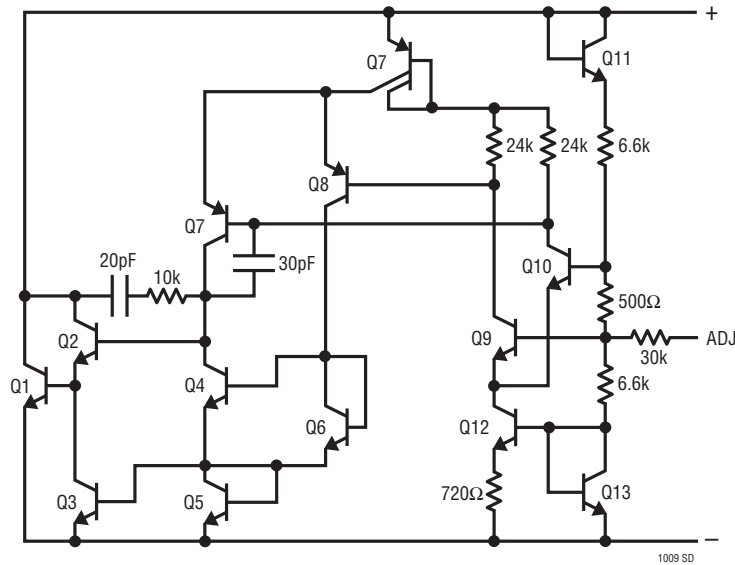 +
Q11
Q7
24k
24k
6.6k
Q8
Q7
30pF
20pF
10k
Q10
500Ω
Q2
Q9
ADJ
30k
Q1
Q4
6.6k
Q6
Q12
Q3
Q5
720Ω
Q13
–
1009 SD